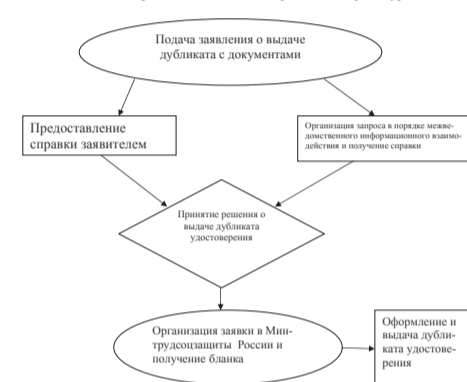 Подача заявления о выдаче
дубликата с документами
Предоставление
справки заявителем
Организация запроса в порядке межве-
домственного информационного взаимо-
действия и получение справки
Принятие решения о
выдаче дубликата
удостоверения
Организация заявки в Мин-
трудсоцзащиты России и
получение бланка
Оформление и
выдача дубли-
ката удостове-
рения